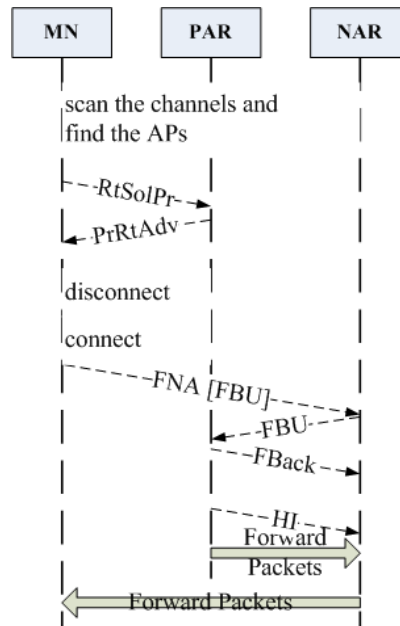 MN PAR NAR
scan the channels and
find the APs
RtSolPr
PrRtAdv
disconnect
connect
FNA [FBU]
FBU
FBack
HI
Forward
Packets
Forward Packets